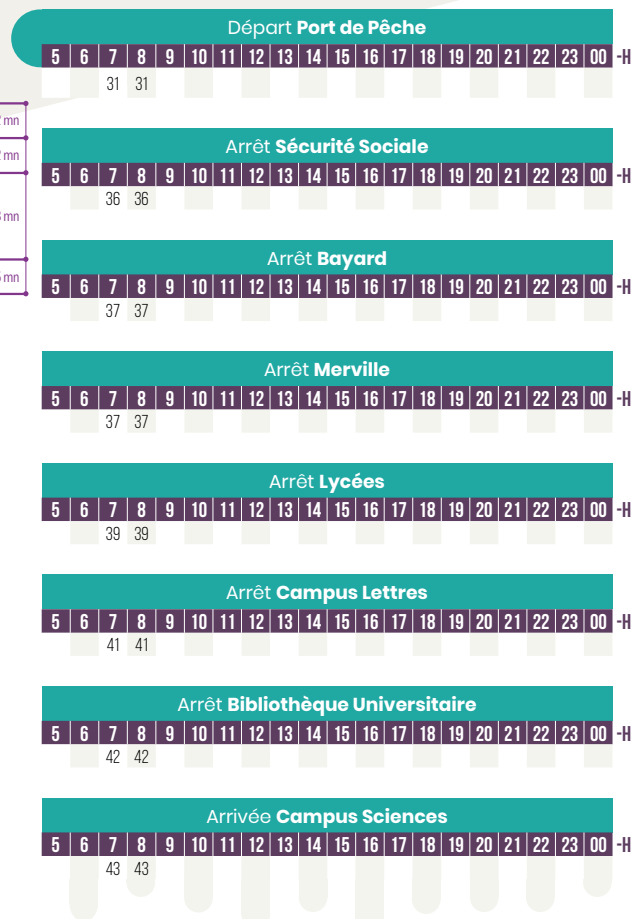 Départ Port de Pêche
5 6 7 8 9 10 11 12 13 14 15 16 17 18 19 20 21 22 23 00 -H
31 31
mn
mn
mn
mn
Arrêt Sécurité Sociale
5 6 7 8 9 10 11 12 13 14 15 16 17 18 19 20 21 22 23 00 -H
36 36
Arrêt Bayard
5 6 7 8 9 10 11 12 13 14 15 16 17 18 19 20 21 22 23 00 -H
37 37
Arrêt Merville
5 6 7 8 9 10 11 12 13 14 15 16 17 18 19 20 21 22 23 00 -H
37 37
Arrêt Lycées
5 6 7 8 9 10 11 12 13 14 15 16 17 18 19 20 21 22 23 00 -H
39 39
Arrêt Campus Lettres
5 6 7 8 9 10 11 12 13 14 15 16 17 18 19 20 21 22 23 00 -H
41 41
Arrêt Bibliothèque Universitaire
5 6 7 8 9 10 11 12 13 14 15 16 17 18 19 20 21 22 23 00 -H
42 42
Arrivée Campus Sciences
5 6 7 8 9 10 11 12 13 14 15 16 17 18 19 20 21 22 23 00 -H
43 43